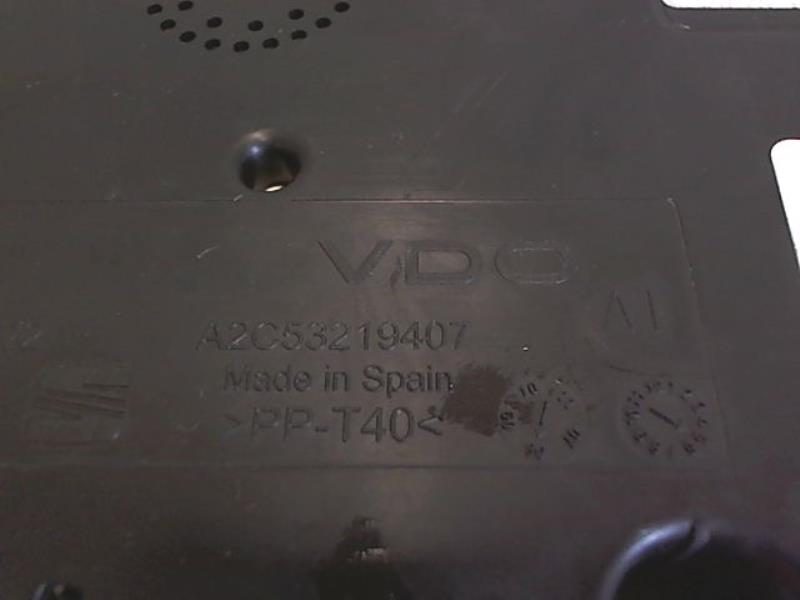 VDO
A2C53219407
Made in Spain
>PP-T40<